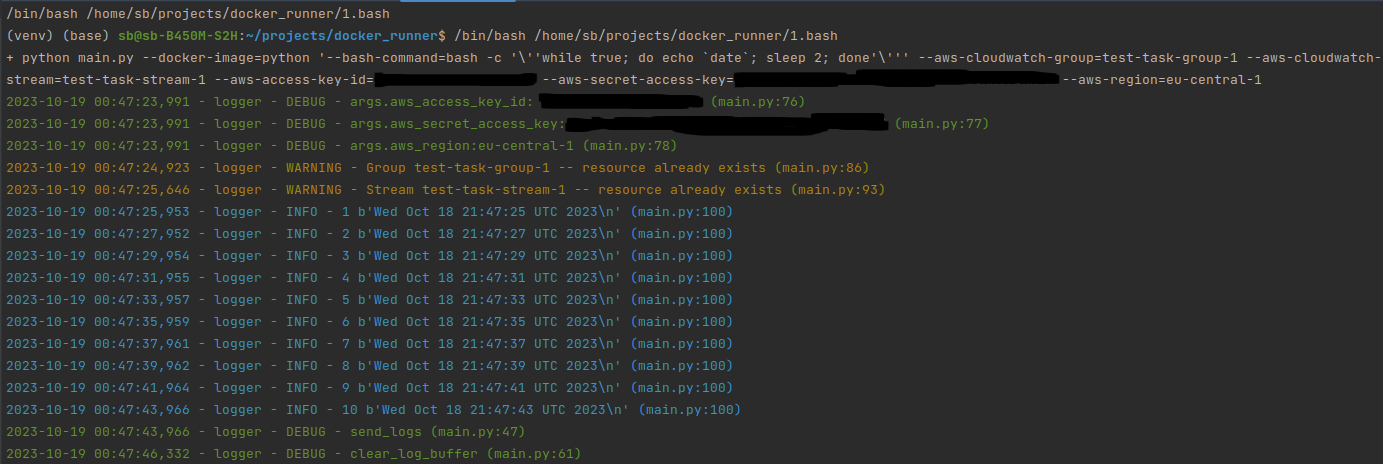 /bin/bash /home/sb/projects/docker_runner/1.bash
(venv) (base) sb@sb-B450M-S2H:~/projects/docker_runner$ /bin/bash /home/sb/projects/docker_runner/1.bash
+ python main.py --docker-image=python '--bash-command=bash -c '\''while true; do echo `date`; sleep 2; done'\''' --aws-cloudwatch-group=test-task-group-1 --aws-cloudwatch-
stream=test-task-stream-1 --aws-access-key-id= --aws-secret-access-key= --aws-region=eu-central-1
2023-10-19 00:47:23,991 - logger - DEBUG - args.aws_access_key_id: (main.py:76)
2023-10-19 00:47:23,991 - logger - DEBUG - args.aws_secret_access_key: (main.py:77)
2023-10-19 00:47:23,991 - logger - DEBUG - args.aws_region:eu-central-1 (main.py:78)
2023-10-19 00:47:24,923 - logger - WARNING - Group test-task-group-1 -- resource already exists (main.py:86)
2023-10-19 00:47:25,646 - logger - WARNING - Stream test-task-stream-1 -- resource already exists (main.py:93)
2023-10-19 00:47:25,953 - logger - INFO - 1 b'Wed Oct 18 21:47:25 UTC 2023\n' (main.py:100)
2023-10-19 00:47:27,952 - logger - INFO - 2 b'Wed Oct 18 21:47:27 UTC 2023\n' (main.py:100)
2023-10-19 00:47:29,954 - logger - INFO - 3 b'Wed Oct 18 21:47:29 UTC 2023\n' (main.py:100)
2023-10-19 00:47:31,955 - logger - INFO - 4 b'Wed Oct 18 21:47:31 UTC 2023\n' (main.py:100)
2023-10-19 00:47:33,957 - logger - INFO - 5 b'Wed Oct 18 21:47:33 UTC 2023\n' (main.py:100)
2023-10-19 00:47:35,959 - logger - INFO - 6 b'Wed Oct 18 21:47:35 UTC 2023\n' (main.py:100)
2023-10-19 00:47:37,961 - logger - INFO - 7 b'Wed Oct 18 21:47:37 UTC 2023\n' (main.py:100)
2023-10-19 00:47:39,962 - logger - INFO - 8 b'Wed Oct 18 21:47:39 UTC 2023\n' (main.py:100)
2023-10-19 00:47:41,964 - logger - INFO - 9 b'Wed Oct 18 21:47:41 UTC 2023\n' (main.py:100)
2023-10-19 00:47:43,966 - logger - INFO - 10 b'Wed Oct 18 21:47:43 UTC 2023\n' (main.py:100)
2023-10-19 00:47:43,966 - logger - DEBUG - send_logs (main.py:47)
2023-10-19 00:47:46,332 - logger - DEBUG - clear_log_buffer (main.py:61)